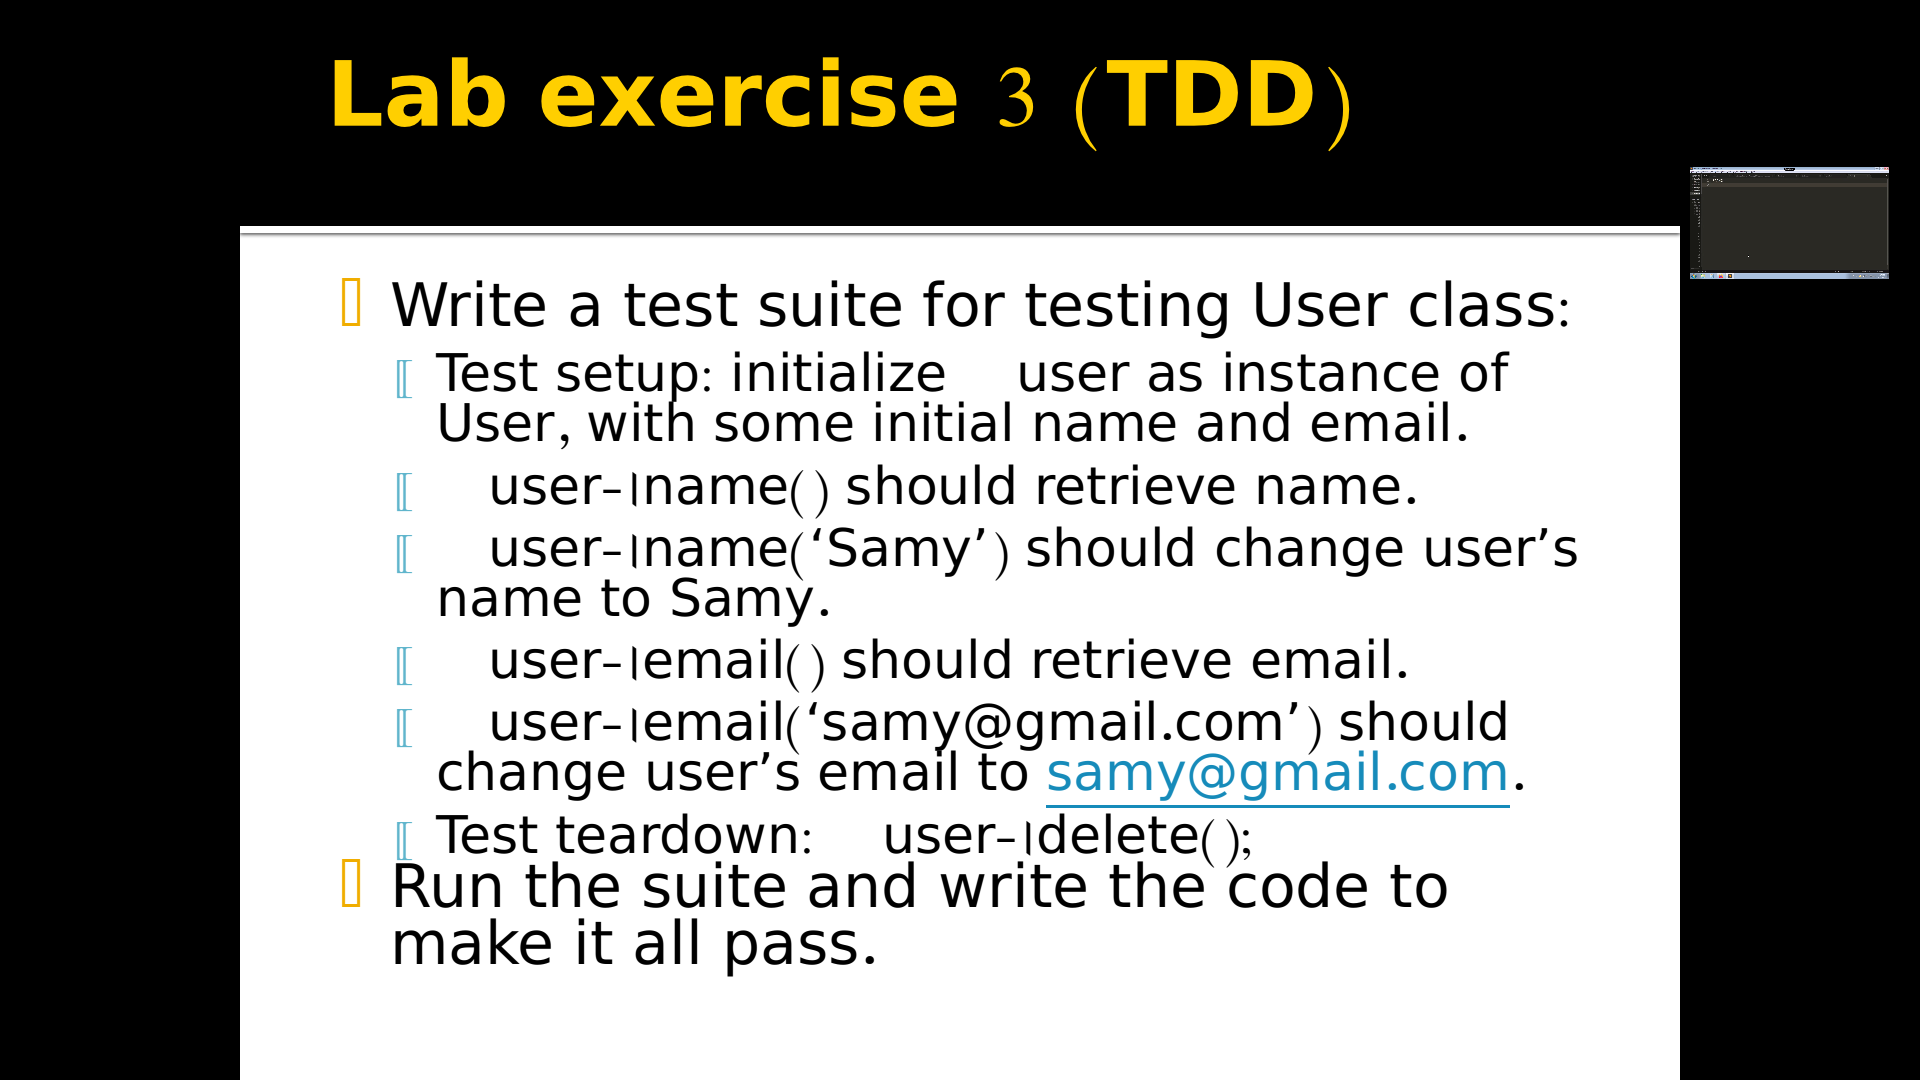 Lab exercise 3 (TDD)
Write a test suite for testing User class:
Test setup: initialize user as instance of
User, with some initial name and email.
user-|name() should retrieve name.
user-|name(‘Samy’) should change user’s
name to Samy.
user-|email() should retrieve email.
user-|email(‘samy@gmail.com’) should
change user’s email to samy@gmail.com.
Test teardown: user-|delete();
Run the suite and write the code to
make it all pass.